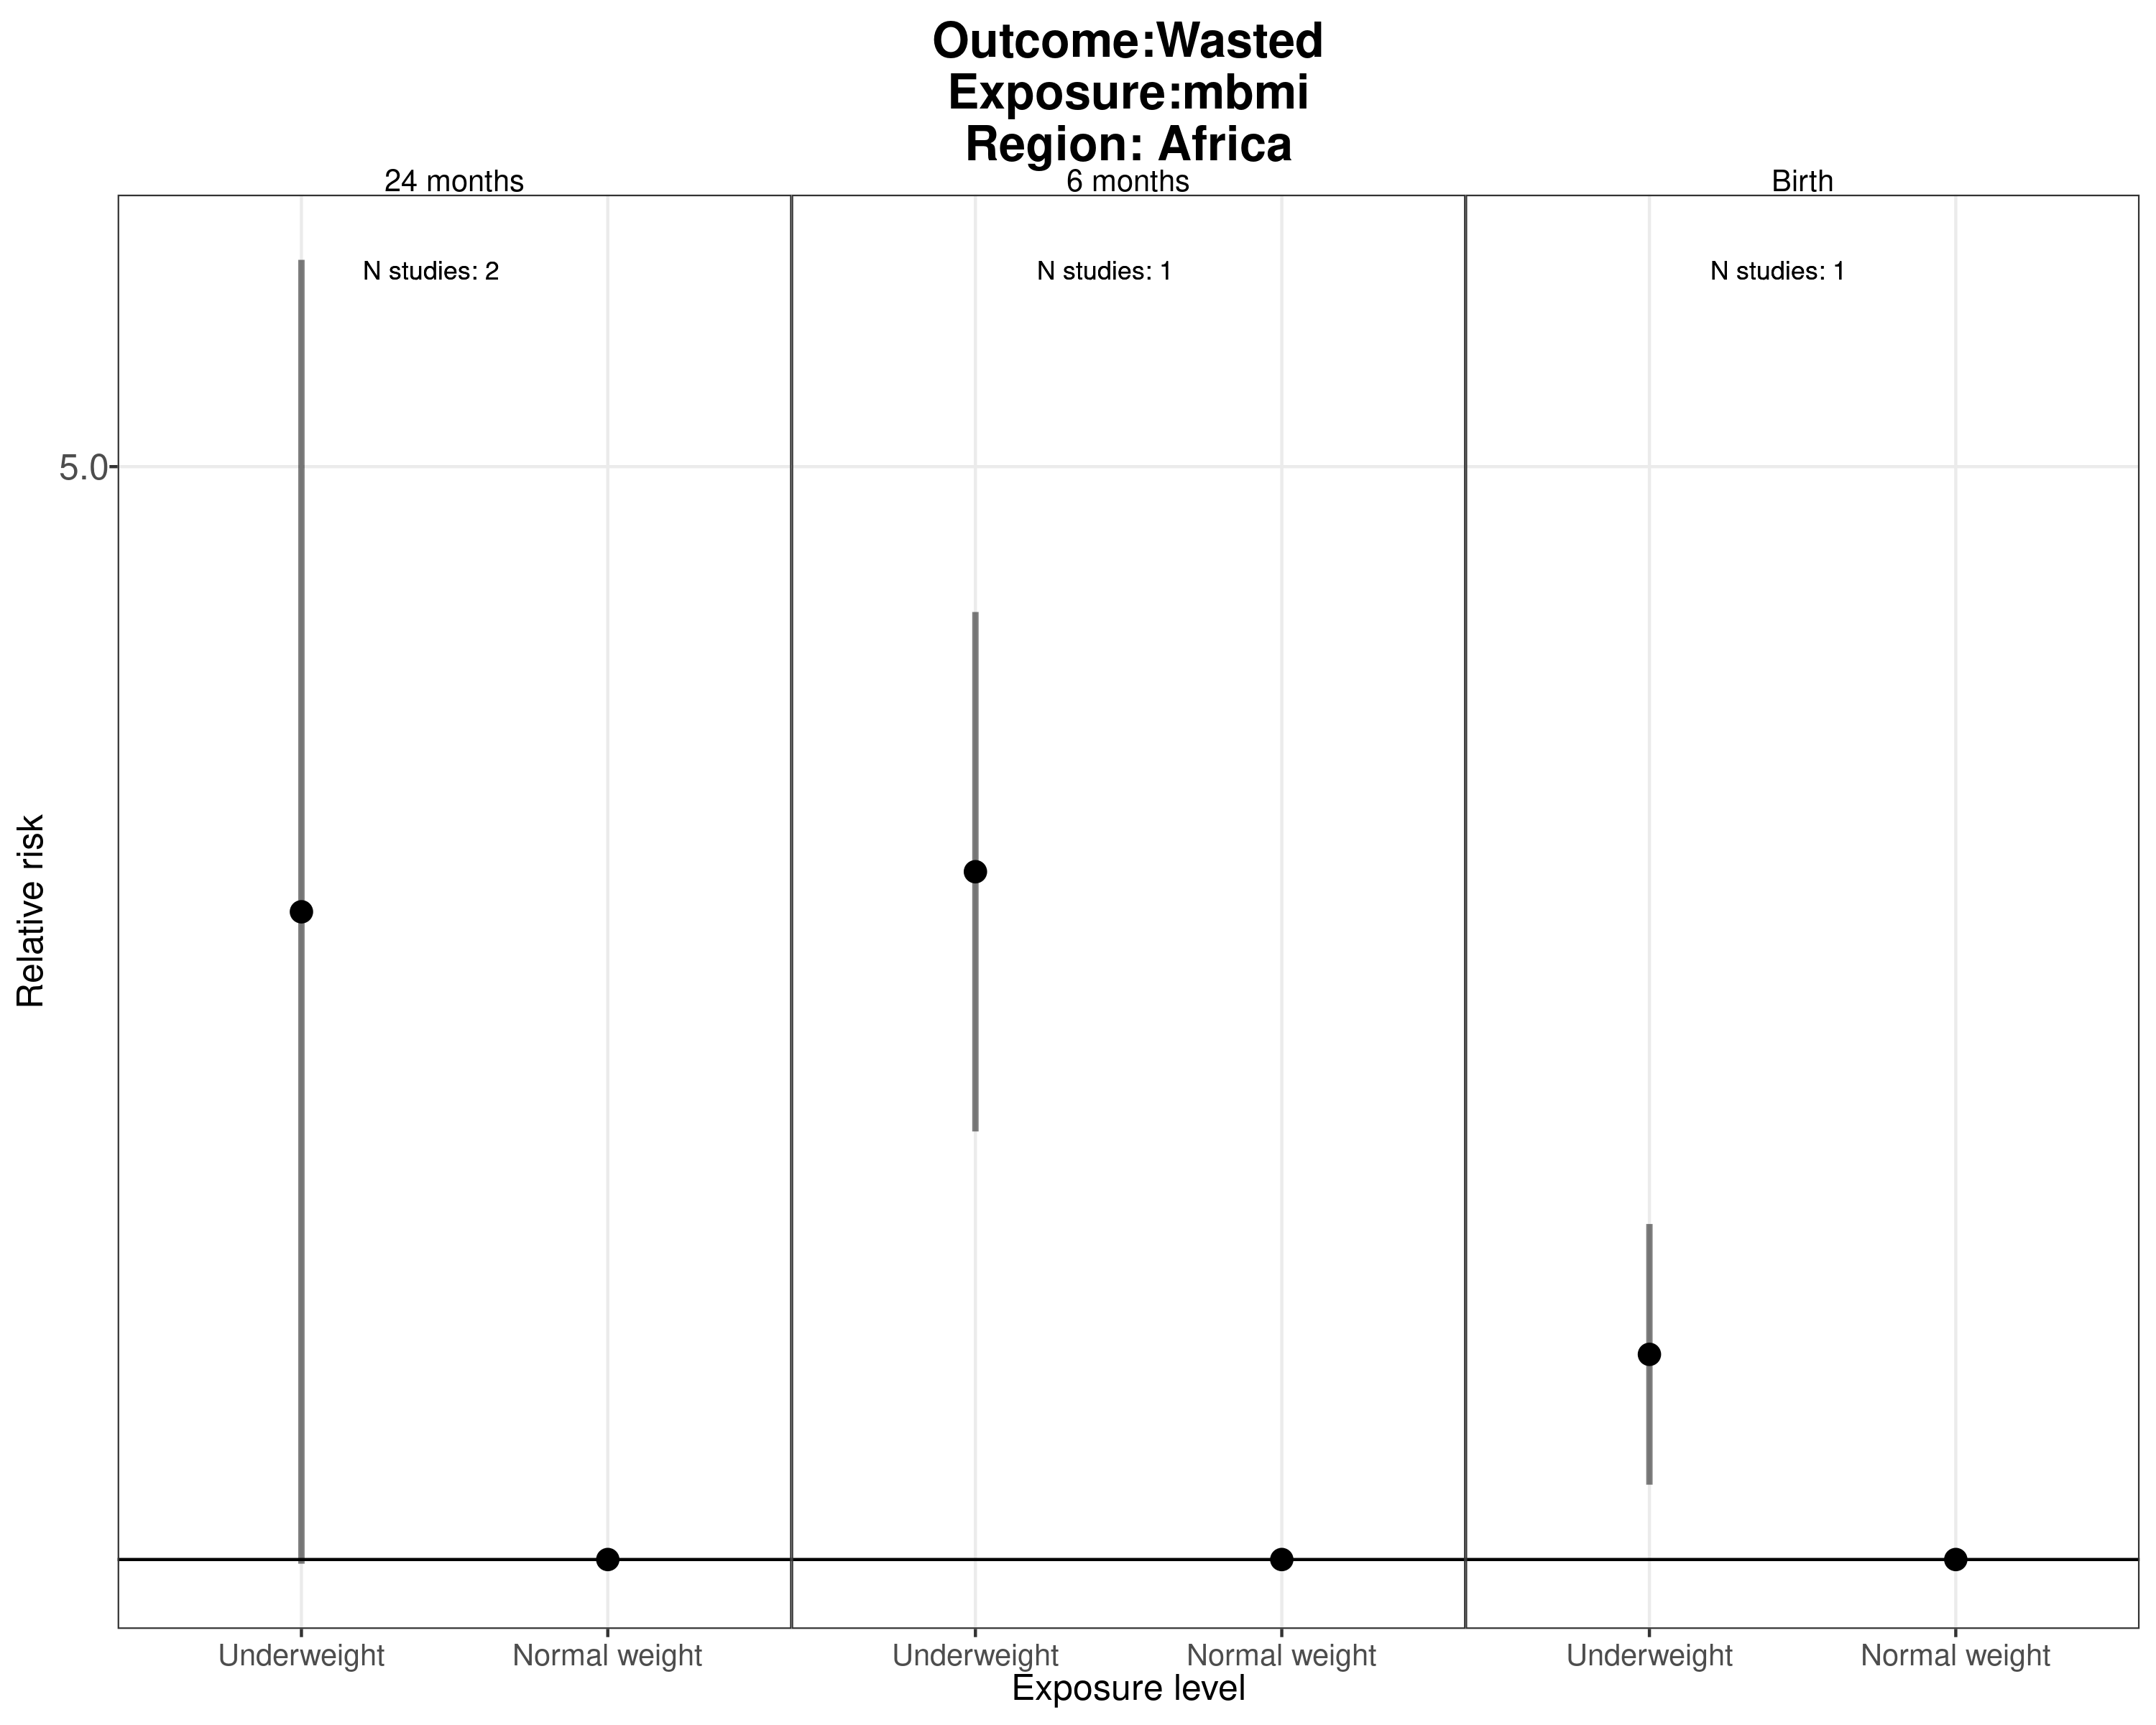 Outcome:Wasted
Exposure:mbmi
Region: Africa
24 months
6 months
Birth
N studies: 2
N studies: 1
N studies: 1
5.0
Relative risk
Underweight
Normal weight
Underweight
Normal weight
Underweight
Normal weight
Exposure level